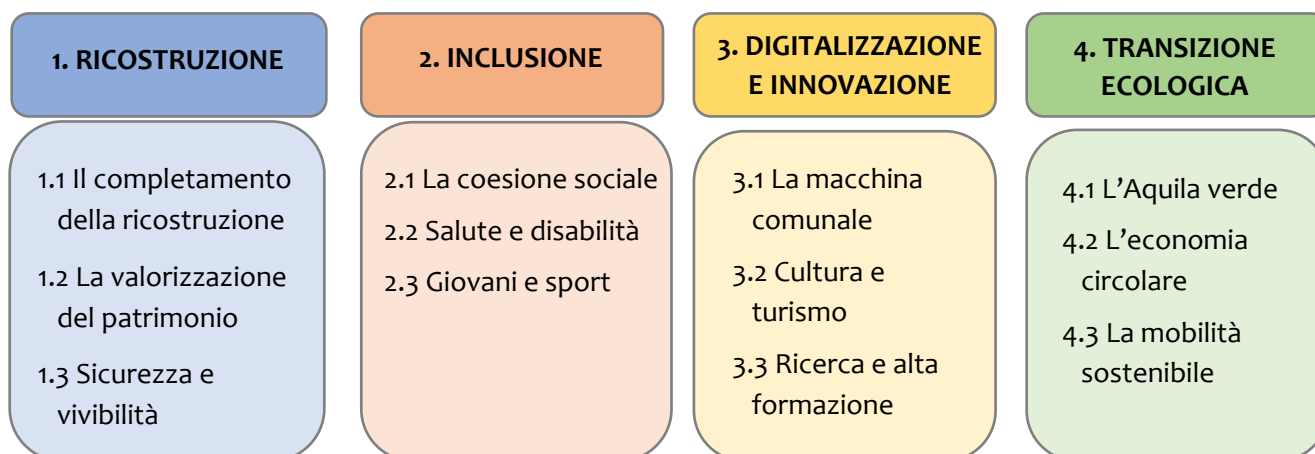 1. RICOSTRUZIONE
1.1 Il completamento
della ricostruzione
1.2 La valorizzazione
del patrimonio
1.3 Sicurezza e
vivibilità
2. INCLUSIONE
2.1 La coesione sociale
2.2 Salute e disabilità
2.3 Giovani e sport
3. DIGITALIZZAZIONE
E INNOVAZIONE
3.1 La macchina
comunale
3.2 Cultura e
turismo
3.3 Ricerca e alta
formazione
4. TRANSIZIONE
ECOLOGICA
4.1 L’Aquila verde
4.2 L’economia
circolare
4.3 La mobilità
sostenibile